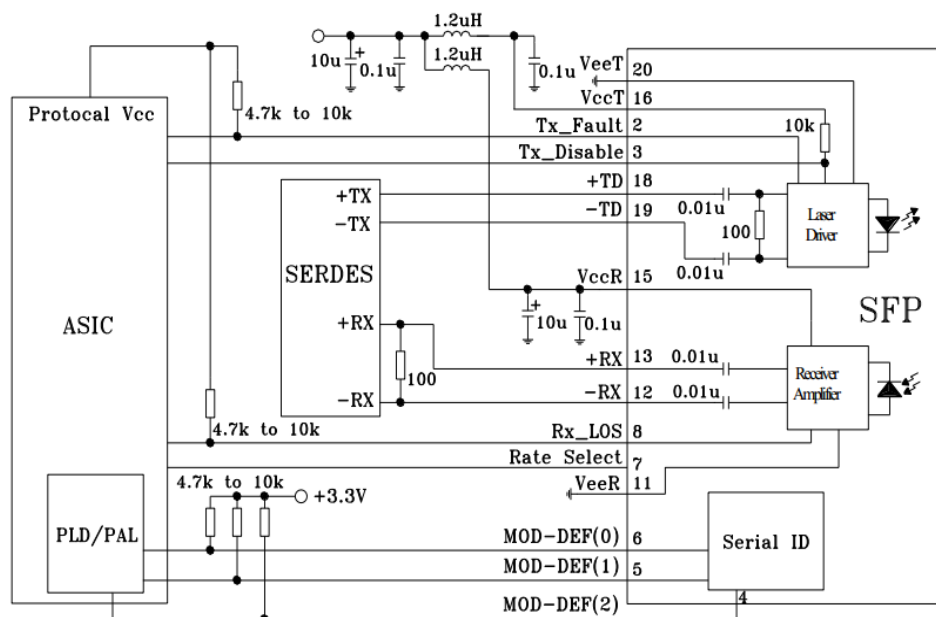 1.2uH
1.2uH
10u
+
0.1u
0.1u
VeeT 20
VccT 16
Protocal Vcc
4.7k to 10k
Tx_Fault 2
10k
Tx_Disable 3
+TD 18
-TD 19
0.01u
0.01u
100
Laser
Driver
+TX
-TX
SERDES
VccR 15
SFP
ASIC
+
10u
0.1u
+RX
100
-RX
+RX 13
0.01u
-RX 12
0.01u
Receiver
Amplifier
4.7k to 10k
Rx_LOS 8
Rate Select 7
4.7k to 10k
VeeR 11
+3.3V
PLD/PAL
MOD-DEF(0) 6
Serial ID
MOD-DEF(1) 5
MOD-DEF(2) 4